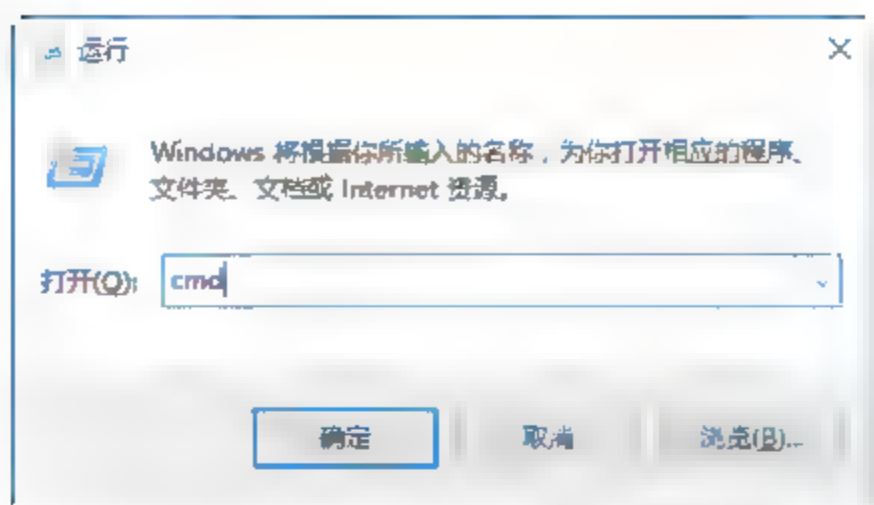 运行
Windows 将根据你所输入的名称，为你打开相应的程序、
文件夹、文档或 Internet 资源。
打开(O): cmd
确定 取消 浏览(B)...